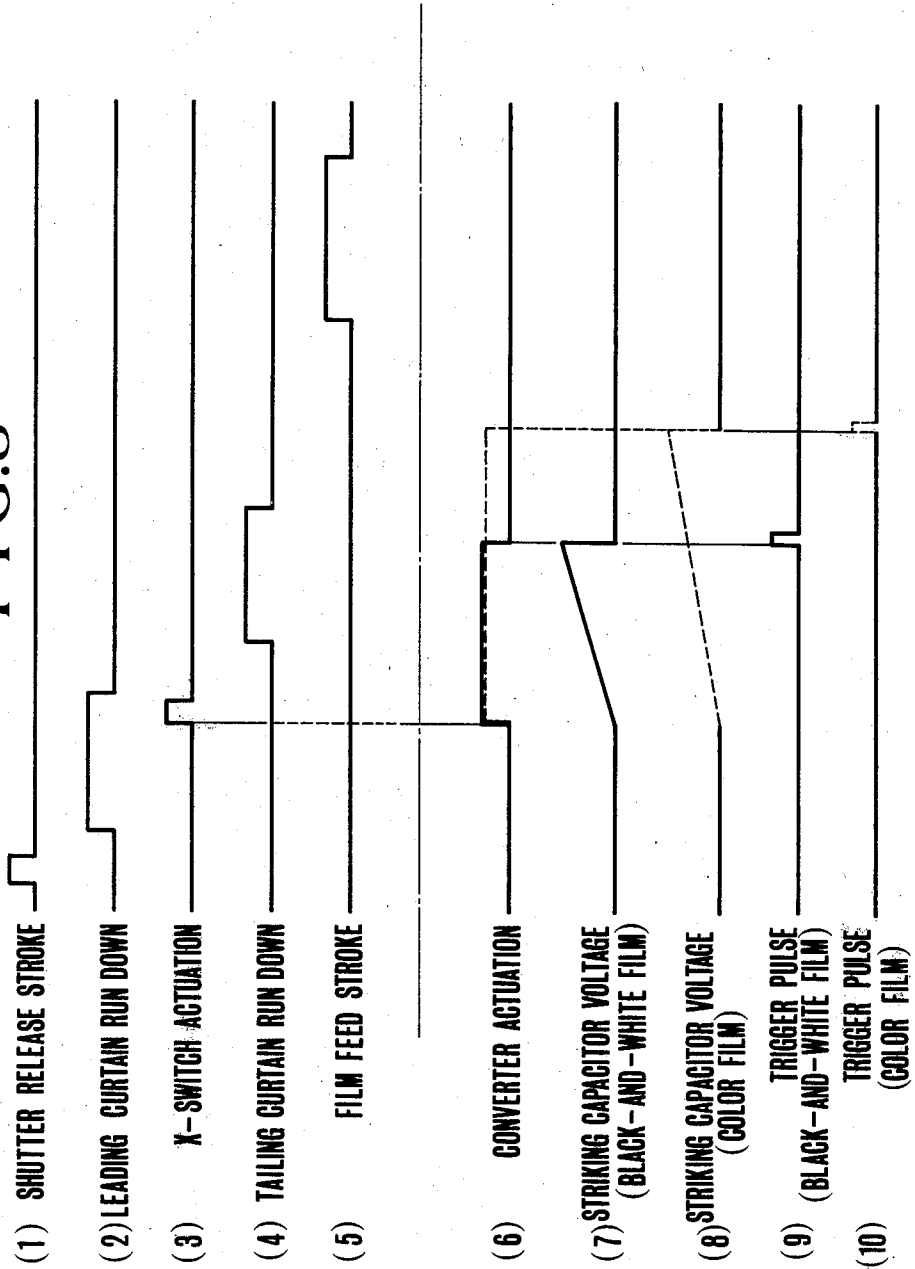 (1) SHUTTER RELEASE STROKE
(2) LEADING CURTAIN RUN DOWN
(3) X-SWITCH ACTUATION
(4) TAILING CURTAIN RUN DOWN
(5) FILM FEED STROKE
(6) CONVERTER ACTUATION
(7) STRIKING CAPACITOR VOLTAGE
(BLACK-AND-WHITE FILM)
(8) STRIKING CAPACITOR VOLTAGE
(COLOR FILM)
(9) TRIGGER PULSE
(BLACK-AND-WHITE FILM)
(10) TRIGGER PULSE
(COLOR FILM)